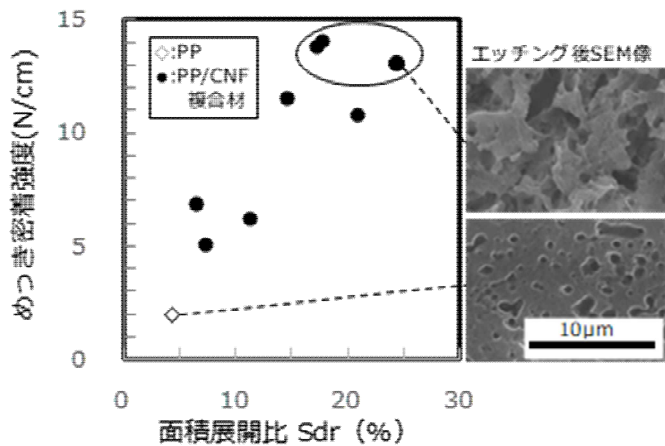 めっき密着強度(N/cm)
15
10
5
0
◇:PP
●:PP/CNF
複合材
エッチング後SEM像
10μm
0
10
20
30
面積展開比 Sdr（%）